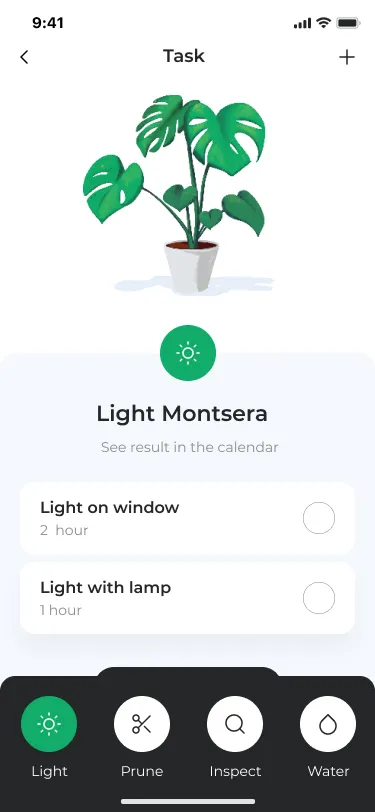 9:41
Task
Light Montsera
See result in the calendar
Light on window
2 hour
Light with lamp
1 hour
Light
Prune
Inspect
Water